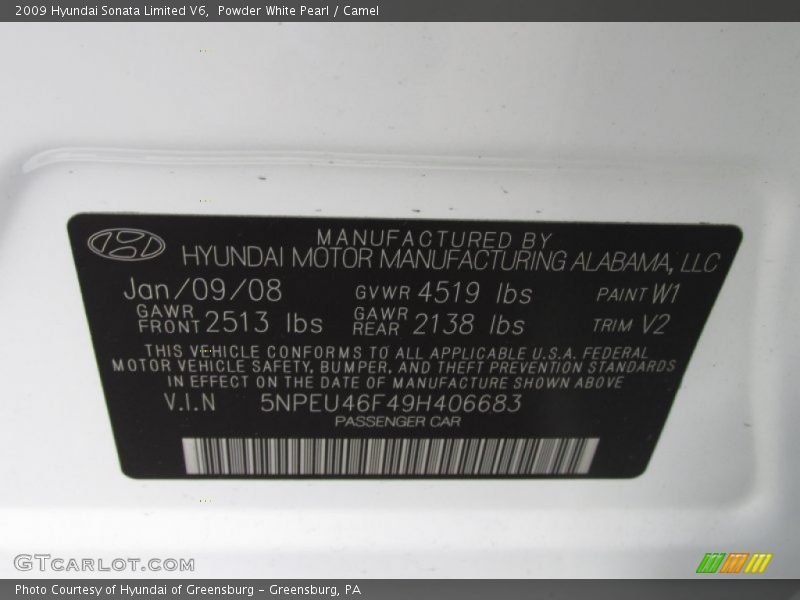 2009 Hyundai Sonata Limited V6, Powder White Pearl / Camel
MANUFACTURED BY
HYUNDAI MOTOR MANUFACTURING ALABAMA, LLC
Jan/09/08 GVWR 4519 lbs PAINT W1
GAWR FRONT 2513 lbs GAWR REAR 2138 lbs TRIM V2
THIS VEHICLE CONFORMS TO ALL APPLICABLE U.S.A. FEDERAL
MOTOR VEHICLE SAFETY, BUMPER, AND THEFT PREVENTION STANDARDS
IN EFFECT ON THE DATE OF MANUFACTURE SHOWN ABOVE
V.I.N 5NPEU46F49H406683
PASSENGER CAR
GTCARLOT.COM
Photo Courtesy of Hyundai of Greensburg - Greensburg, PA